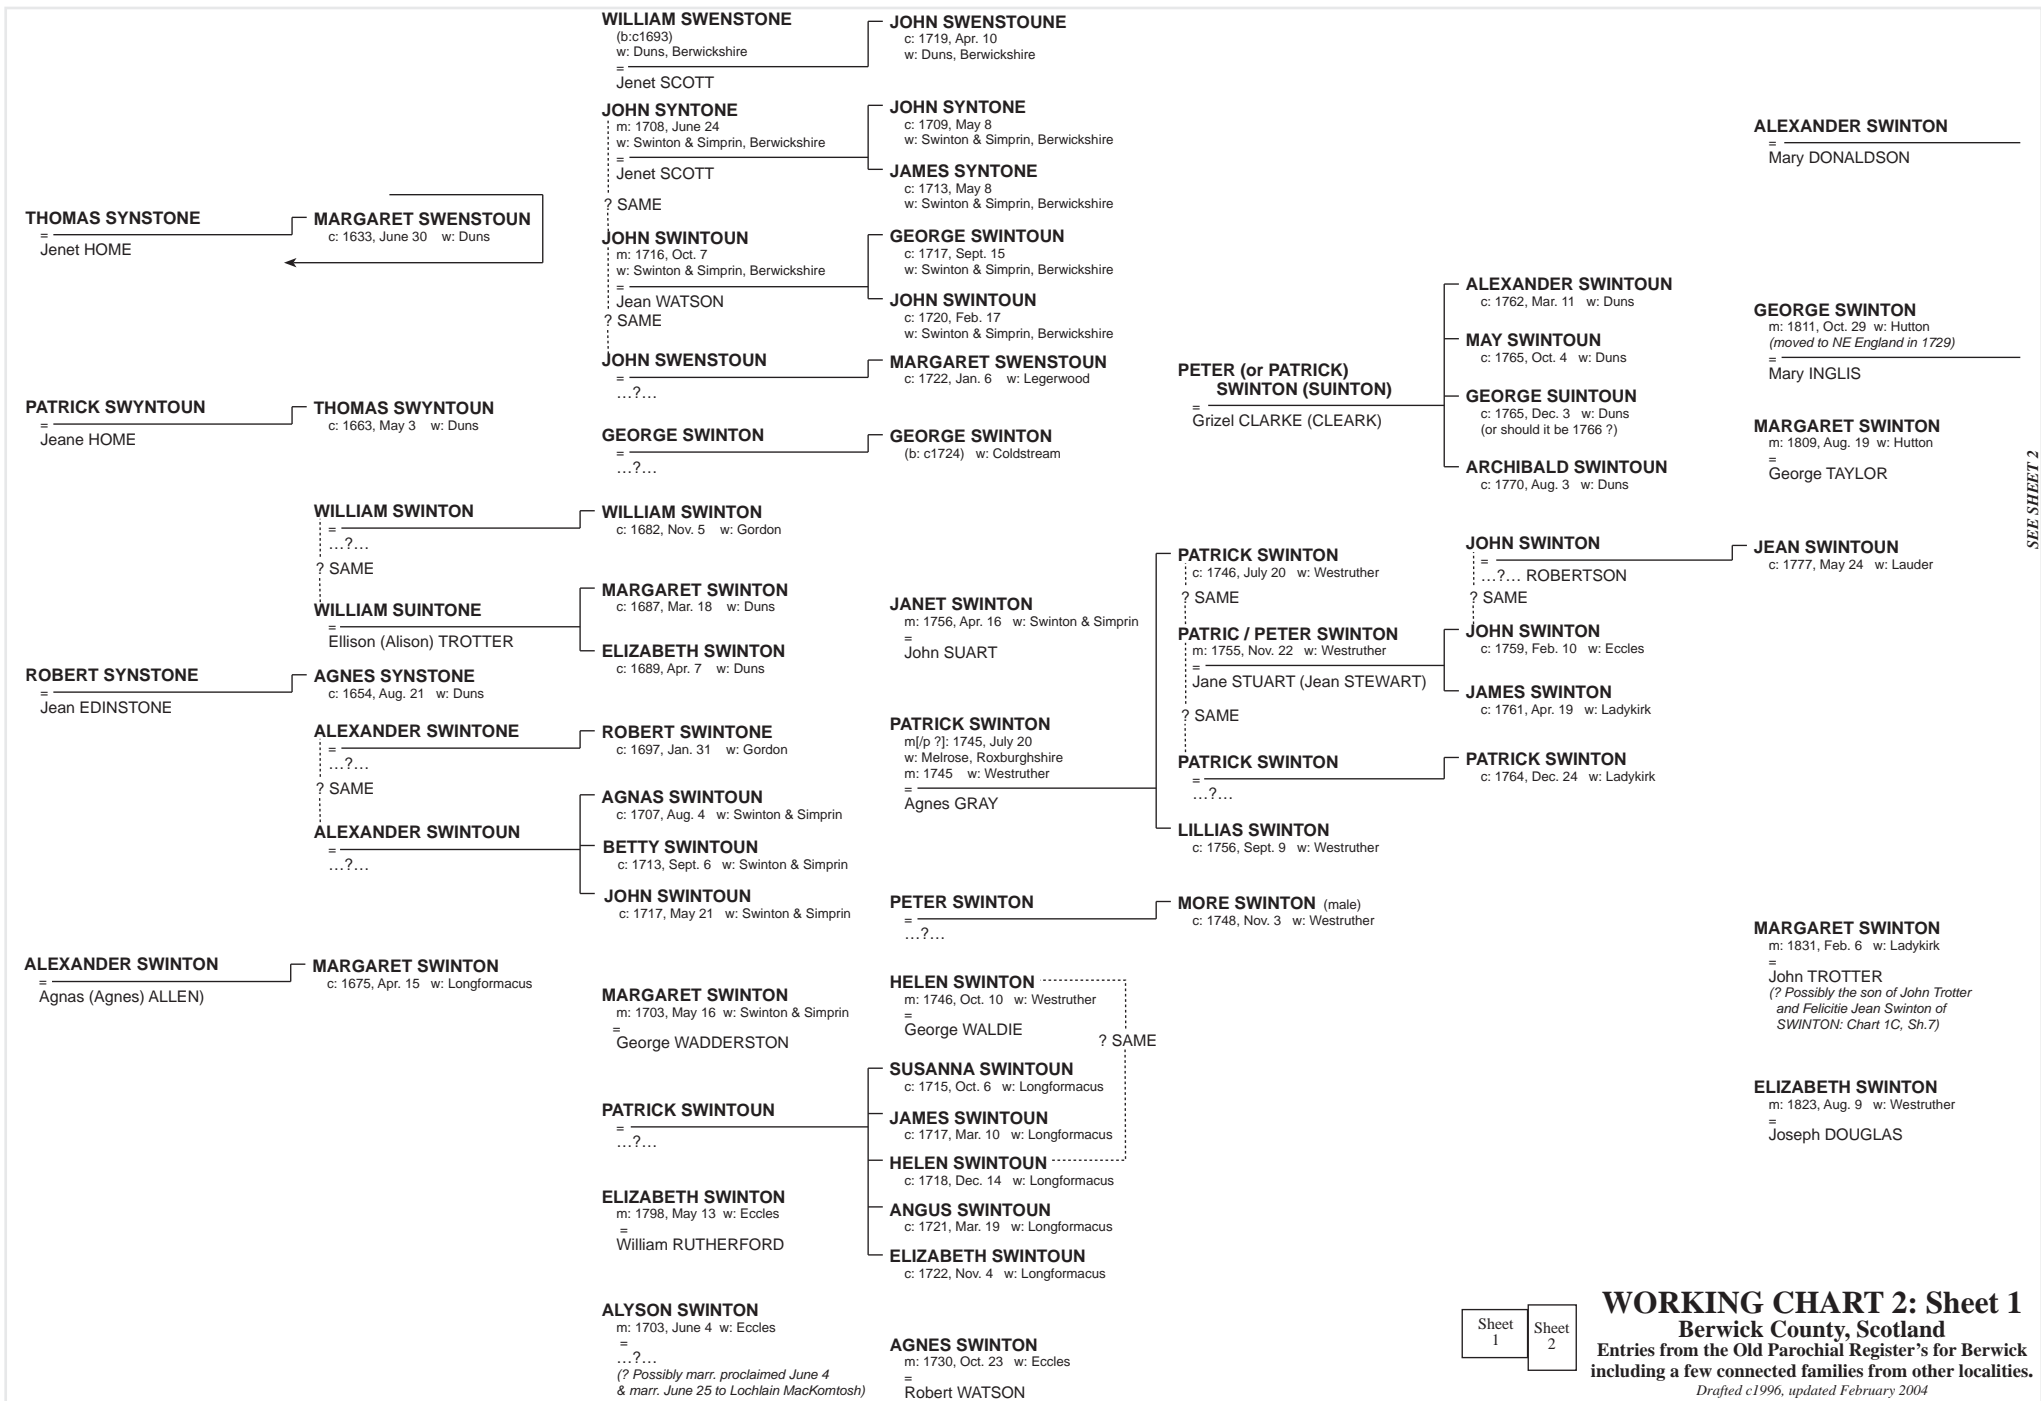 THOMAS SYNSTONE
=
Jenet HOME
MARGARET SWENSTOUN
c: 1633, June 30 w: Duns
PATRICK SWYNTOUN
=
Jeane HOME
THOMAS SWYNTOUN
c: 1663, May 3 w: Duns
WILLIAM SWINTON
=
...?...
? SAME
WILLIAM SUINTONE
=
Ellison (Alison) TROTTER
ROBERT SYNSTONE
=
Jean EDINSTONE
AGNES SYNSTONE
c: 1654, Aug. 21 w: Duns
ALEXANDER SWINTONE
=
...?...
? SAME
ALEXANDER SWINTOUN
=
...?...
ALEXANDER SWINTON
=
Agnas (Agnes) ALLEN)
MARGARET SWINTON
c: 1675, Apr. 15 w: Longformacus
WILLIAM SWENSTONE
(b:c1693)
w: Duns, Berwickshire
=
Jenet SCOTT
JOHN SYNTONE
m: 1708, June 24
w: Swinton & Simprin, Berwickshire
=
Jenet SCOTT
? SAME
JOHN SWINTOUN
m: 1716, Oct. 7
w: Swinton & Simprin, Berwickshire
=
Jean WATSON
? SAME
JOHN SWENSTOUN
=
...?...
GEORGE SWINTON
=
...?...
WILLIAM SWINTON
c: 1682, Nov. 5 w: Gordon
MARGARET SWINTON
c: 1687, Mar. 18 w: Duns
ELIZABETH SWINTON
c: 1689, Apr. 7 w: Duns
ROBERT SWINTONE
c: 1697, Jan. 31 w: Gordon
AGNAS SWINTOUN
c: 1707, Aug. 4 w: Swinton & Simprin
BETTY SWINTOUN
c: 1713, Sept. 6 w: Swinton & Simprin
JOHN SWINTOUN
c: 1717, May 21 w: Swinton & Simprin
MARGARET SWINTON
m: 1703, May 16 w: Swinton & Simprin
=
George WADDERSTON
PATRICK SWINTOUN
=
...?...
ELIZABETH SWINTON
m: 1798, May 13 w: Eccles
=
William RUTHERFORD
ALYSON SWINTON
m: 1703, June 4 w: Eccles
=
...?...
(? Possibly marr. proclaimed June 4
& marr. June 25 to Lochlain MacKomtosh)
JOHN SWENSTOUNE
c: 1719, Apr. 10
w: Duns, Berwickshire
JOHN SYNTONE
c: 1709, May 8
w: Swinton & Simprin, Berwickshire
JAMES SYNTONE
c: 1713, May 8
w: Swinton & Simprin, Berwickshire
GEORGE SWINTOUN
c: 1717, Sept. 15
w: Swinton & Simprin, Berwickshire
JOHN SWINTOUN
c: 1720, Feb. 17
w: Swinton & Simprin, Berwickshire
MARGARET SWENSTOUN
c: 1722, Jan. 6 w: Legerwood
GEORGE SWINTON
(b: c1724) w: Coldstream
JANET SWINTON
m: 1756, Apr. 16 w: Swinton & Simprin
=
John SUART
PATRICK SWINTON
m[/p ?]: 1745, July 20
w: Melrose, Roxburghshire
m: 1745 w: Westruther
=
Agnes GRAY
PETER SWINTON
=
...?...
HELEN SWINTON
m: 1746, Oct. 10 w: Westruther
=
George WALDIE
? SAME
SUSANNA SWINTOUN
c: 1715, Oct. 6 w: Longformacus
JAMES SWINTOUN
c: 1717, Mar. 10 w: Longformacus
HELEN SWINTOUN
c: 1718, Dec. 14 w: Longformacus
ANGUS SWINTOUN
c: 1721, Mar. 19 w: Longformacus
ELIZABETH SWINTOUN
c: 1722, Nov. 4 w: Longformacus
AGNES SWINTON
m: 1730, Oct. 23 w: Eccles
=
Robert WATSON
PETER (or PATRICK)
SWINTON (SUINTON)
=
Grizel CLARKE (CLEARK)
PATRICK SWINTON
c: 1746, July 20 w: Westruther
? SAME
PATRIC / PETER SWINTON
m: 1755, Nov. 22 w: Westruther
=
Jane STUART (Jean STEWART)
? SAME
PATRICK SWINTON
=
...?...
LILLIAS SWINTON
c: 1756, Sept. 9 w: Westruther
MORE SWINTON (male)
c: 1748, Nov. 3 w: Westruther
ALEXANDER SWINTOUN
c: 1762, Mar. 11 w: Duns
MAY SWINTOUN
c: 1765, Oct. 4 w: Duns
GEORGE SUINTOUN
c: 1765, Dec. 3 w: Duns
(or should it be 1766 ?)
ARCHIBALD SWINTOUN
c: 1770, Aug. 3 w: Duns
JOHN SWINTON
=
...?... ROBERTSON
? SAME
JOHN SWINTON
c: 1759, Feb. 10 w: Eccles
JAMES SWINTON
c: 1761, Apr. 19 w: Ladykirk
PATRICK SWINTON
c: 1764, Dec. 24 w: Ladykirk
ALEXANDER SWINTON
=
Mary DONALDSON
GEORGE SWINTON
m: 1811, Oct. 29 w: Hutton
(moved to NE England in 1729)
=
Mary INGLIS
MARGARET SWINTON
m: 1809, Aug. 19 w: Hutton
=
George TAYLOR
JEAN SWINTOUN
c: 1777, May 24 w: Lauder
MARGARET SWINTON
m: 1831, Feb. 6 w: Ladykirk
=
John TROTTER
(? Possibly the son of John Trotter
and Felicitie Jean Swinton of
SWINTON: Chart 1C, Sh.7)
ELIZABETH SWINTON
m: 1823, Aug. 9 w: Westruther
=
Joseph DOUGLAS
SEE SHEET 2
Sheet
1
Sheet
2
WORKING CHART 2: Sheet 1
Berwick County, Scotland
Entries from the Old Parochial Register's for Berwick
including a few connected families from other localities.
Drafted c1996, updated February 2004